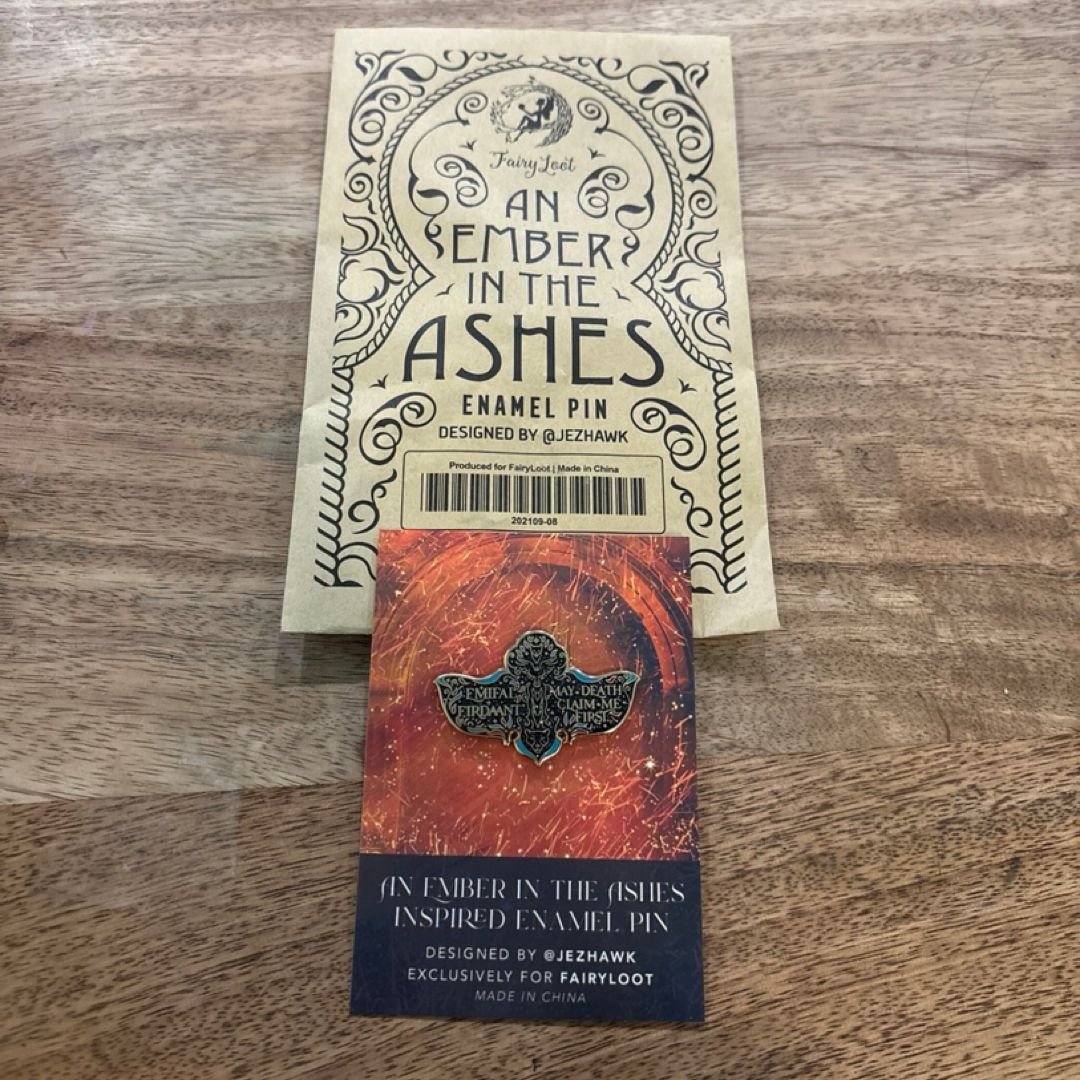 FairyLoot
AN
EMBER
IN THE
ASHES
ENAMEL PIN
DESIGNED BY @JEZHAWK
Produced for FairyLoot | Made in China
202109-08
EMIFAL
FIRDAANT
MAY·DEATH
CLAIM·ME
FIRST
AN EMBER IN THE ASHES
INSPIRED ENAMEL PIN
DESIGNED BY @JEZHAWK
EXCLUSIVELY FOR FAIRYLOOT
MADE IN CHINA